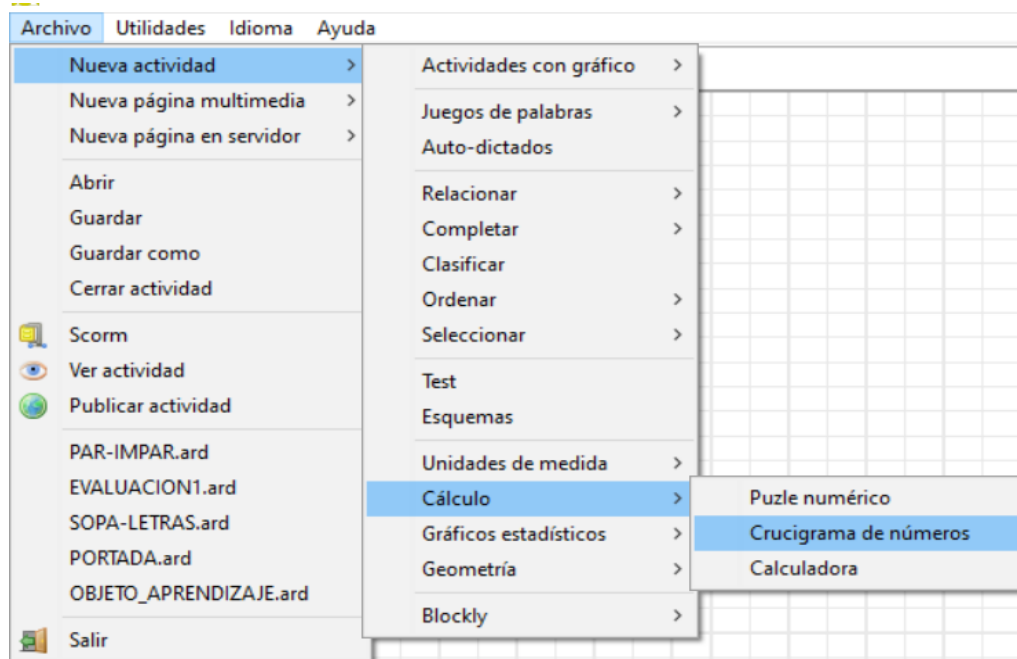 Archivo Utilidades Idioma Ayuda
Nueva actividad
Nueva página multimedia
Nueva página en servidor
Abrir
Guardar
Guardar como
Cerrar actividad
Scorm
Ver actividad
Publicar actividad
PAR-IMPAR.ard
EVALUACION1.ard
SOPA-LETRAS.ard
PORTADA.ard
OBJETO_APRENDIZAJE.ard
Salir
Actividades con gráfico
Juegos de palabras
Auto-dictados
Relacionar
Completar
Clasificar
Ordenar
Seleccionar
Test
Esquemas
Unidades de medida
Cálculo
Gráficos estadísticos
Geometría
Blockly
Puzle numérico
Crucigrama de números
Calculadora